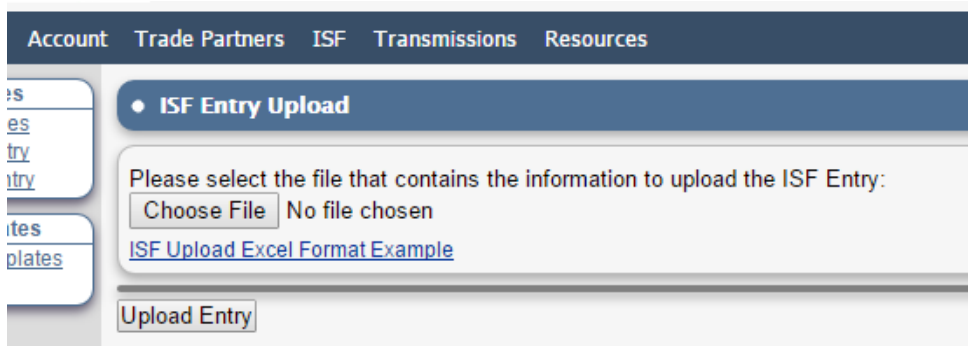 Account Trade Partners ISF Transmissions Resources
ISF Entry Upload
Please select the file that contains the information to upload the ISF Entry:
Choose File No file chosen
ISF Upload Excel Format Example
Upload Entry